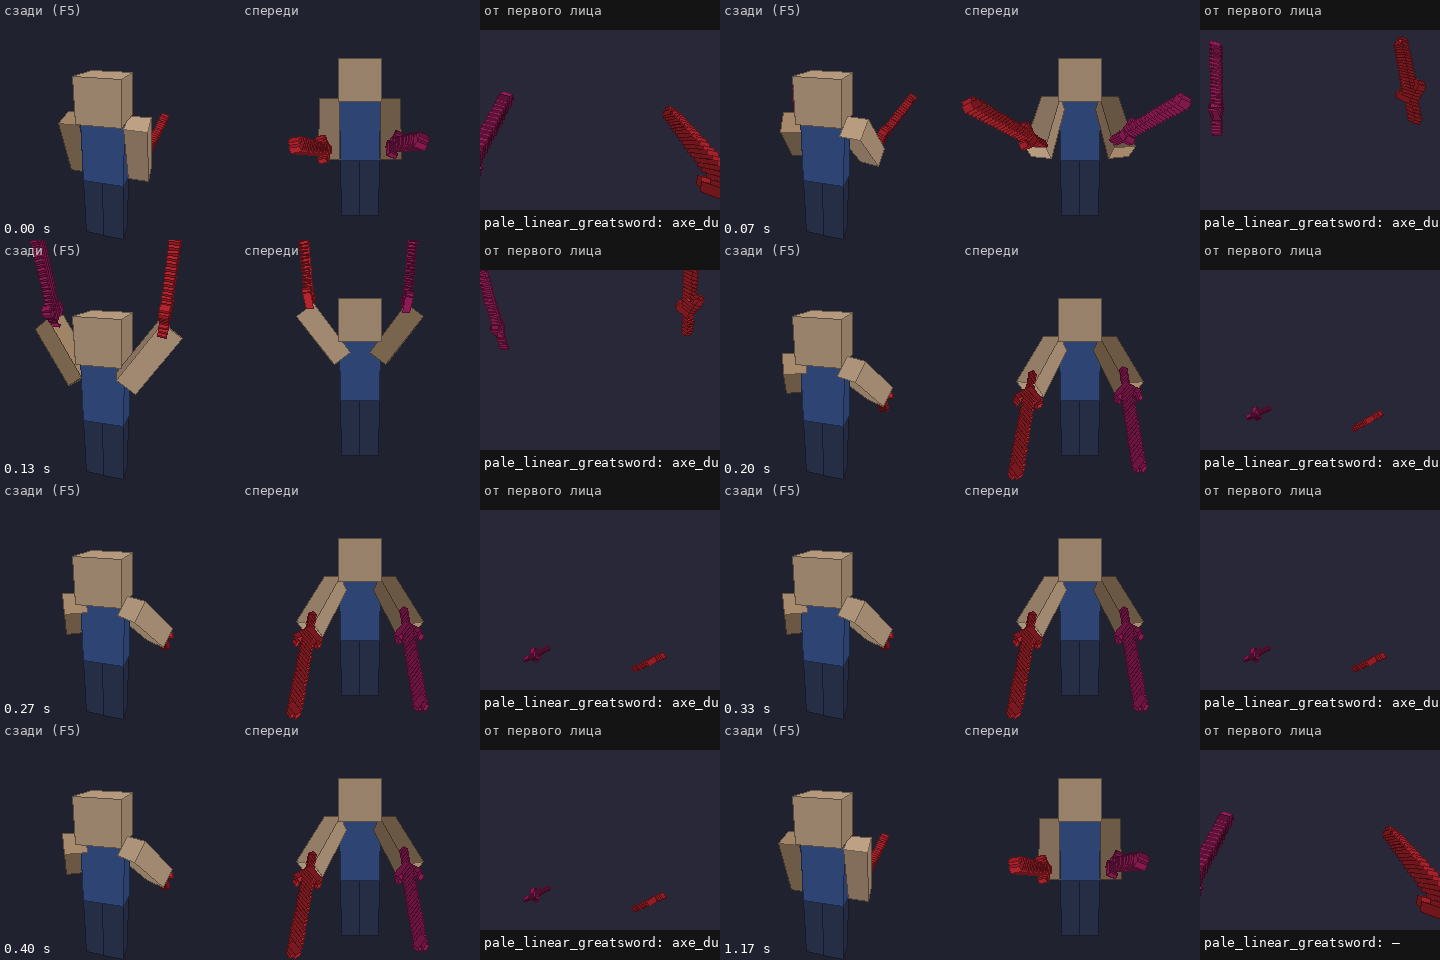 сзади (F5)
спереди
от первого лица
0.00 s
pale_linear_greatsword: axe_du
сзади (F5)
спереди
от первого лица
0.07 s
pale_linear_greatsword: axe_du
сзади (F5)
спереди
от первого лица
0.13 s
pale_linear_greatsword: axe_du
сзади (F5)
спереди
от первого лица
0.20 s
pale_linear_greatsword: axe_du
сзади (F5)
спереди
от первого лица
0.27 s
pale_linear_greatsword: axe_du
сзади (F5)
спереди
от первого лица
0.33 s
pale_linear_greatsword: axe_du
сзади (F5)
спереди
от первого лица
0.40 s
pale_linear_greatsword: axe_du
сзади (F5)
спереди
от первого лица
1.17 s
pale_linear_greatsword: —